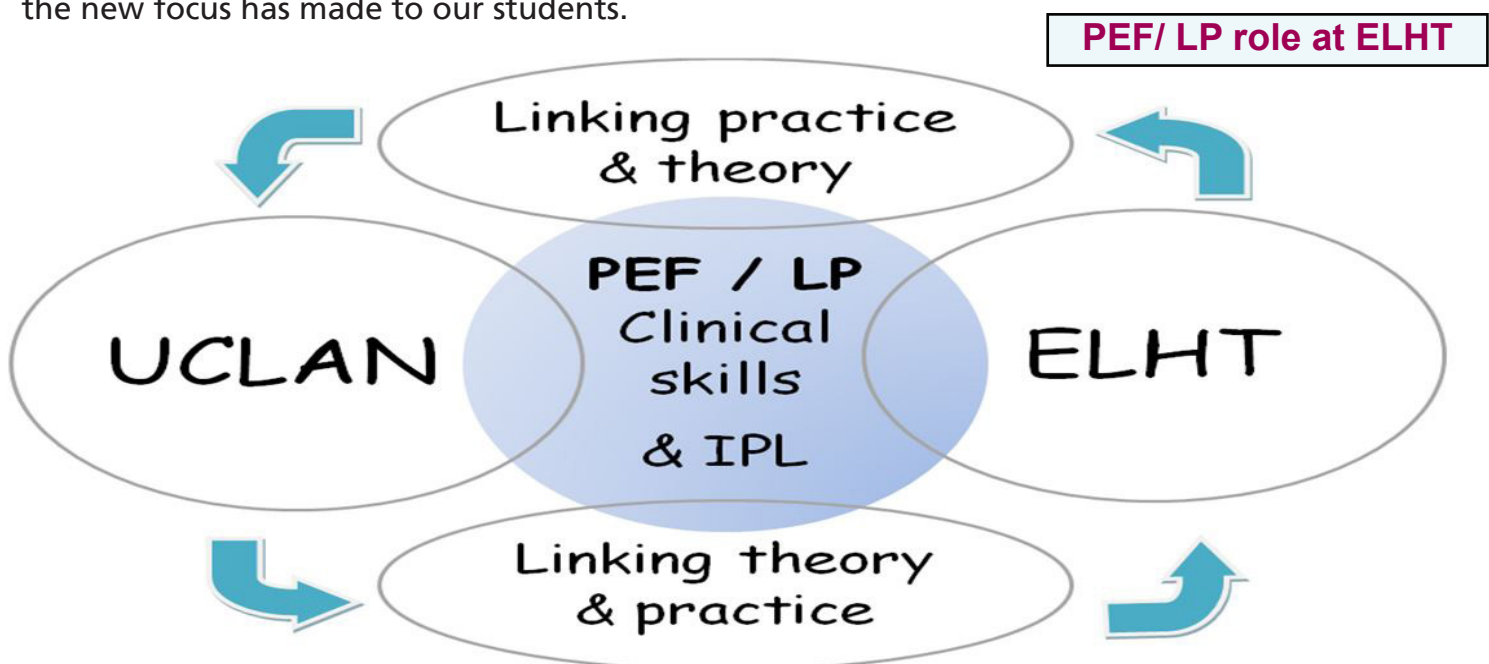 the new focus has made to our students.
PEF/ LP role at ELHT
Linking practice
& theory
UCLAN
PEF / LP
Clinical
skills
& IPL
ELHT
Linking theory
& practice